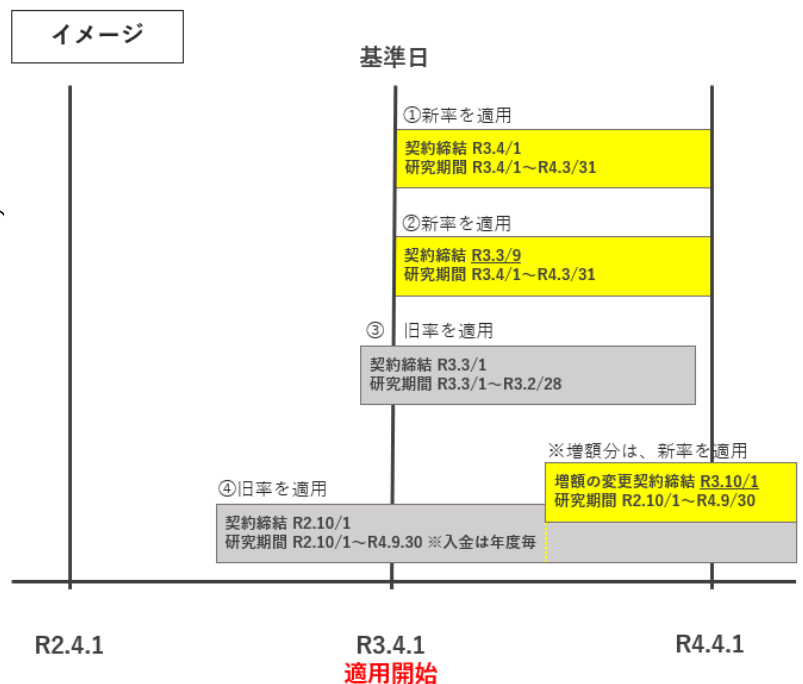 イメージ
基準日
①新率を適用
契約締結 R3.4/1
研究期間 R3.4/1～R4.3/31
②新率を適用
契約締結 R3.3/9
研究期間 R3.4/1～R4.3/31
③ 旧率を適用
契約締結 R3.3/1
研究期間 R3.3/1～R3.2/28
※増額分は、新率を適用
増額の変更契約締結 R3.10/1
研究期間 R2.10/1～R4.9/30
④旧率を適用
契約締結 R2.10/1
研究期間 R2.10/1～R4.9.30 ※入金は年度毎
R2.4.1
R3.4.1
R4.4.1
適用開始